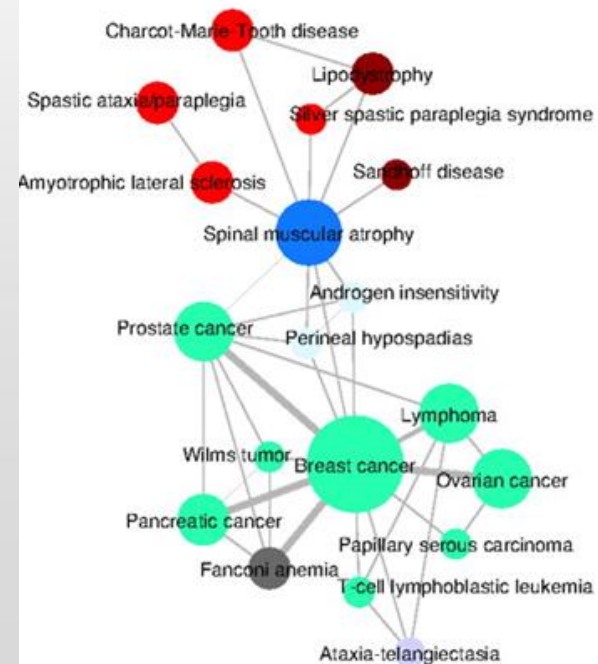 Charcot-Marie-Tooth disease
Lipodystrophy
Spastic ataxia/paraplegia
Silver spastic paraplegia syndrome
Sandhoff disease
Amyotrophic lateral sclerosis
Spinal muscular atrophy
Androgen insensitivity
Prostate cancer
Perineal hypospadias
Lymphoma
Wilms tumor
Breast cancer
Ovarian cancer
Pancreatic cancer
Papillary serous carcinoma
Fanconi anemia
T-cell lymphoblastic leukemia
Ataxia-telangiectasia